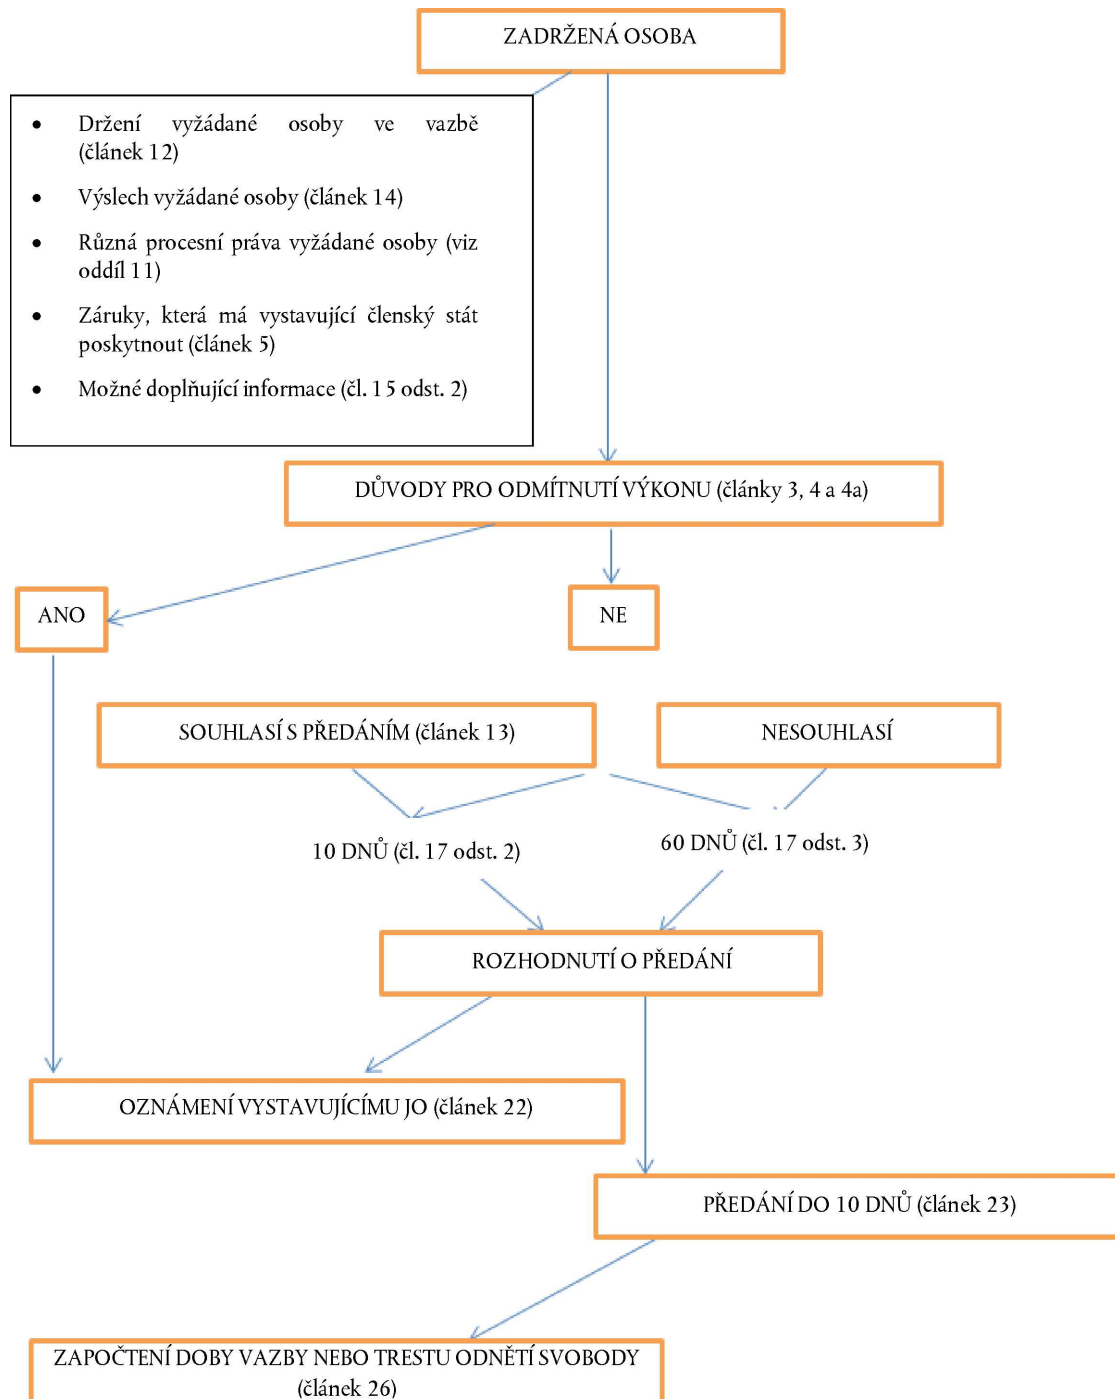 ZADRŽENÁ OSOBA
• Držení vyžádané osoby ve vazbě
(článek 12)
• Výslech vyžádané osoby (článek 14)
• Různá procesní práva vyžádané osoby (viz
oddíl 11)
• Záruky, která má vystavující členský stát
poskytnout (článek 5)
• Možné doplňující informace (čl. 15 odst. 2)
DŮVODY PRO ODMÍTNUTÍ VÝKONU (články 3, 4 a 4a)
ANO
NE
SOUHLASÍ S PŘEDÁNÍM (článek 13)
NESOUHLASÍ
10 DNŮ (čl. 17 odst. 2)
60 DNŮ (čl. 17 odst. 3)
ROZHODNUTÍ O PŘEDÁNÍ
OZNÁMENÍ VYSTAVUJÍCÍMU JO (článek 22)
PŘEDÁNÍ DO 10 DNŮ (článek 23)
ZAPOČTENÍ DOBY VAZBY NEBO TRESTU ODNĚTÍ SVOBODY
(článek 26)